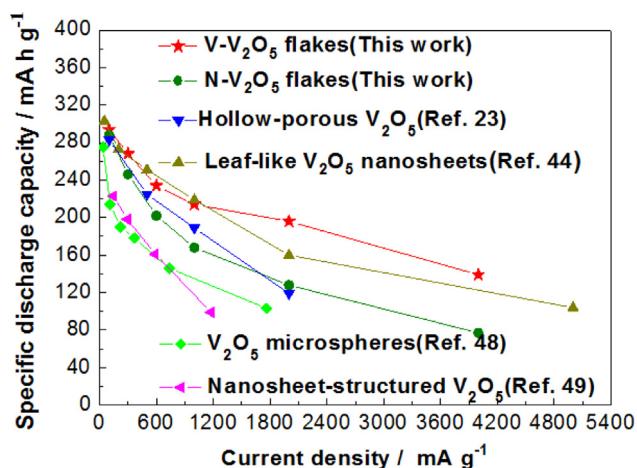 Specific discharge capacity / mA h g⁻¹
400
360
320
280
240
200
160
120
80
40
0
V-V₂O₅ flakes(This work)
N-V₂O₅ flakes(This work)
Hollow-porous V₂O₅(Ref. 23)
Leaf-like V₂O₅ nanosheets(Ref. 44)
V₂O₅ microspheres(Ref. 48)
Nanosheet-structured V₂O₅(Ref. 49)
0 600 1200 1800 2400 3000 3600 4200 4800 5400
Current density / mA g⁻¹